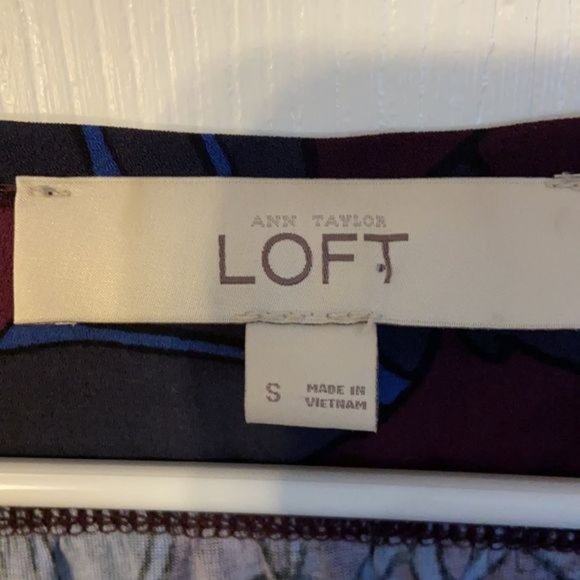 ANN TAYLOR
LOFT
S
MADE IN
VIETNAM